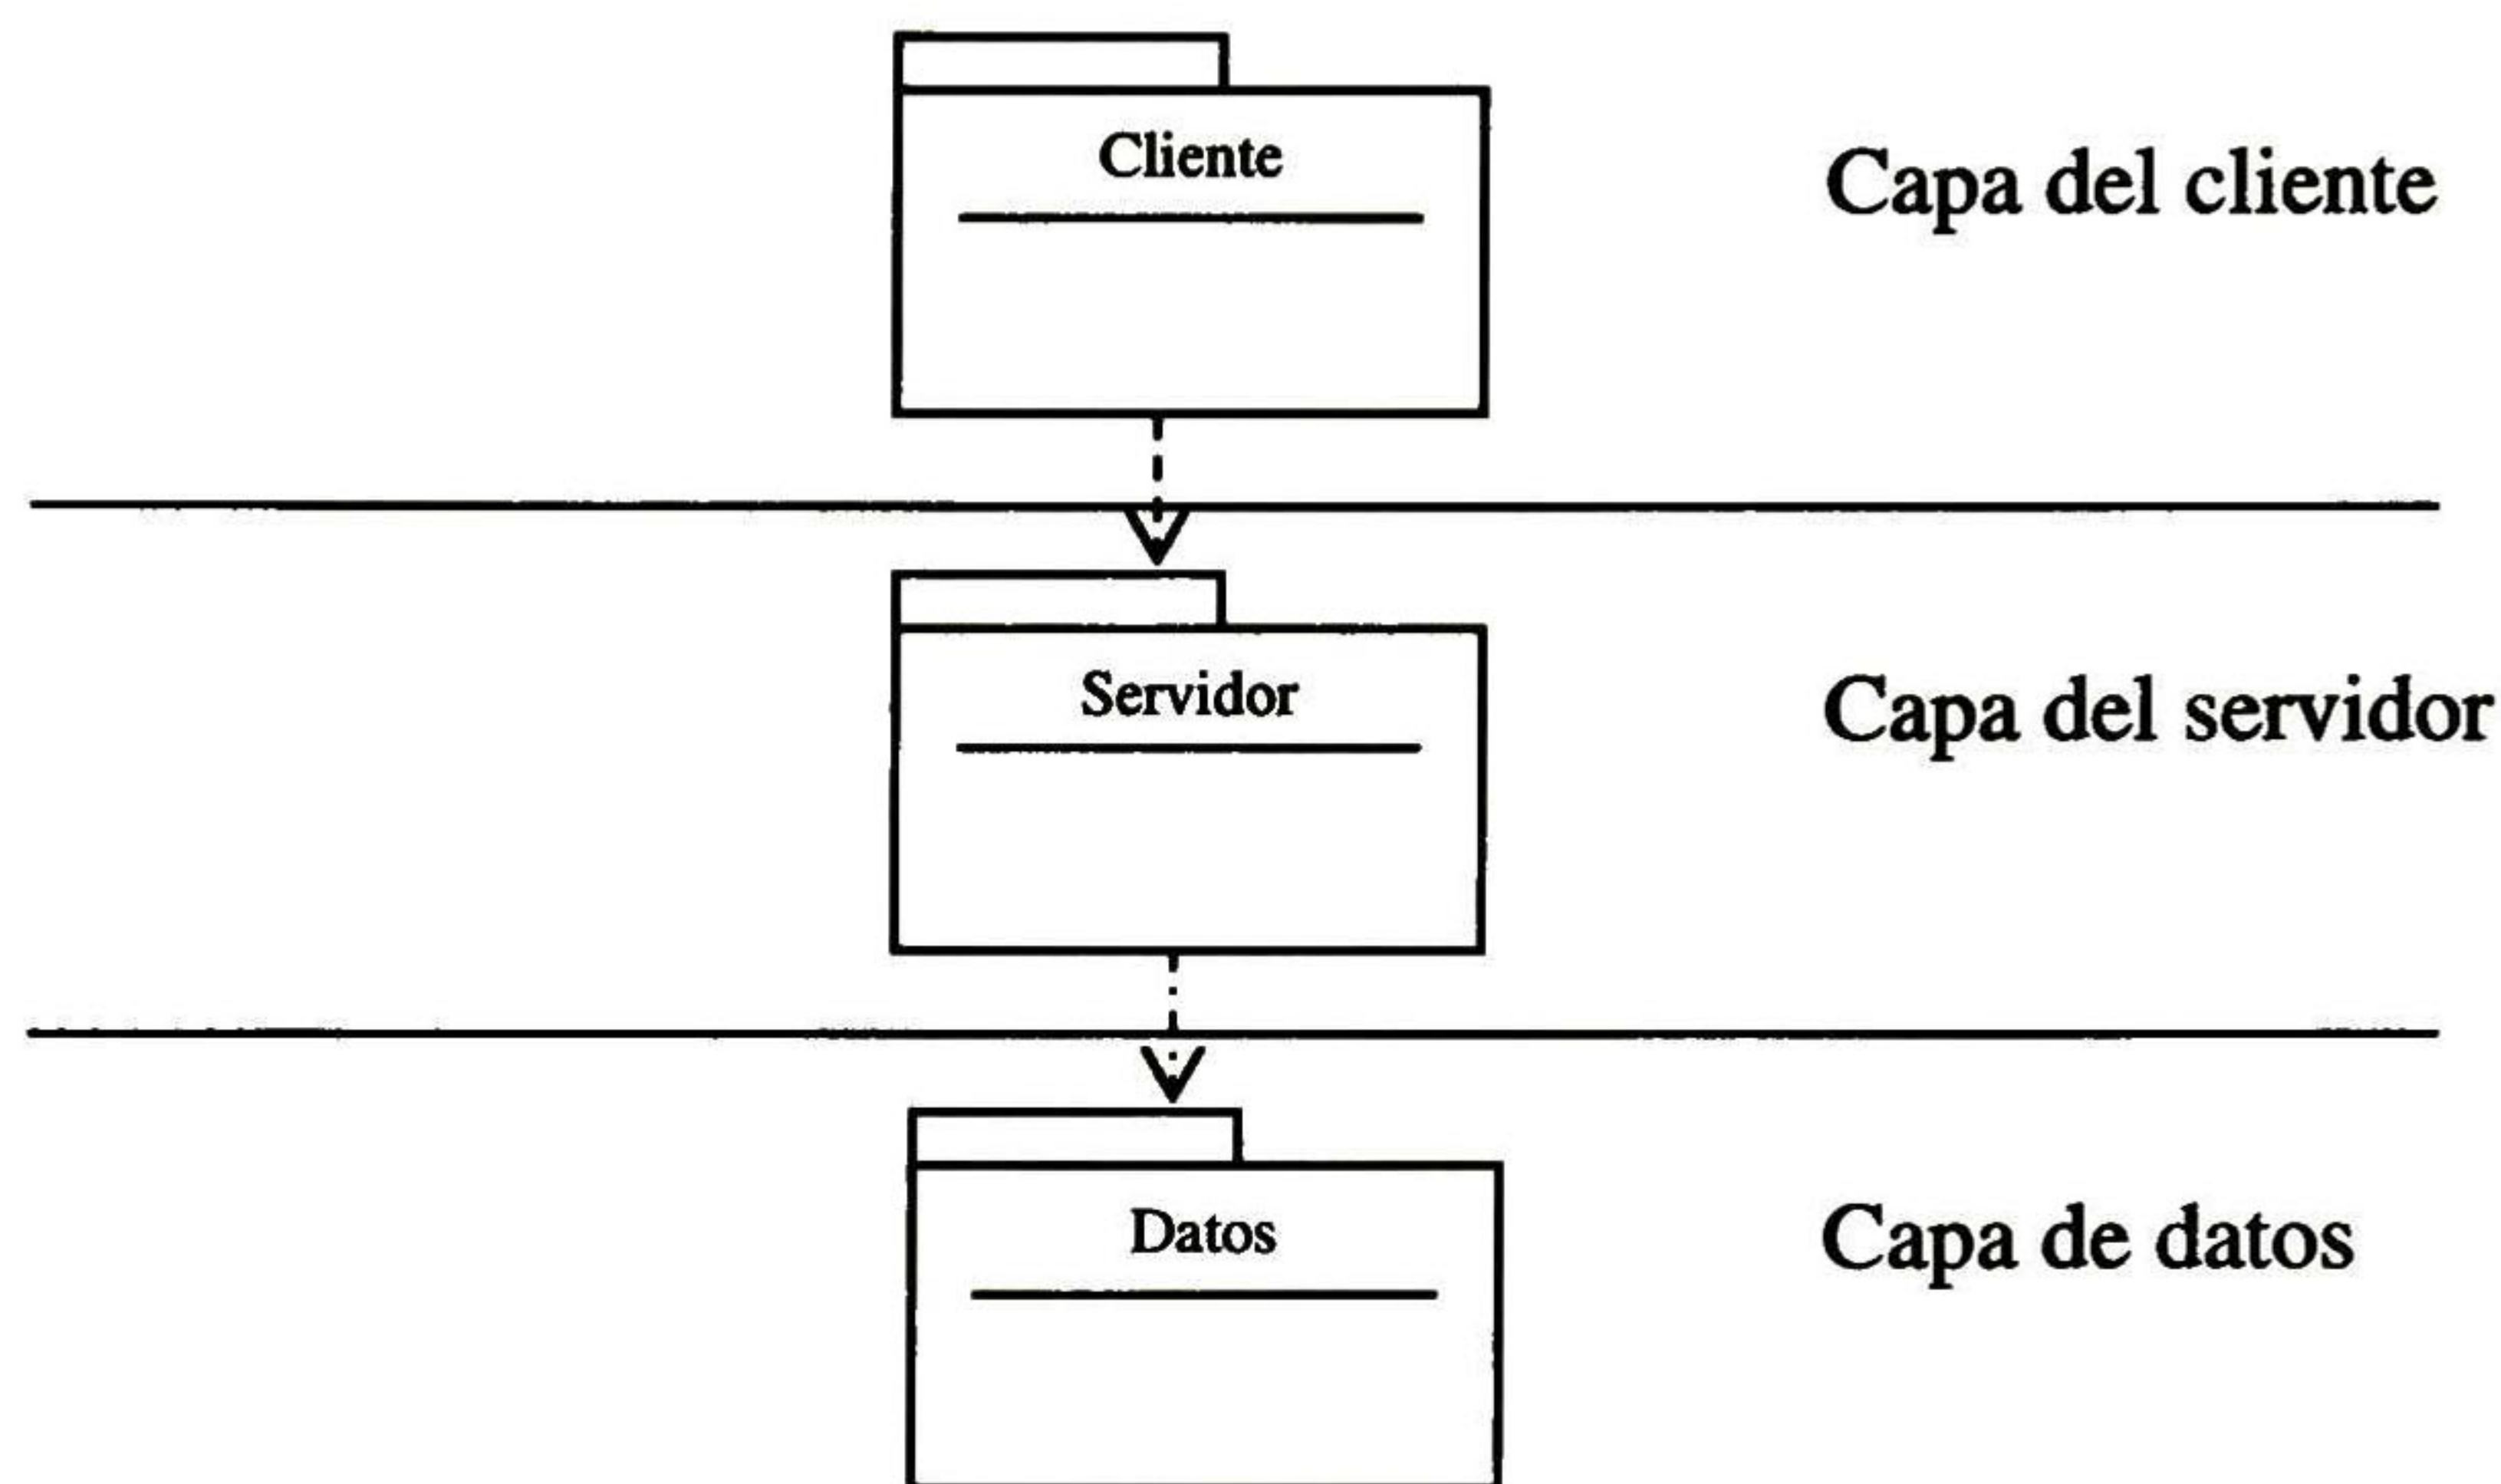 Cliente
Capa del cliente
Servidor
Capa del servidor
Datos
Capa de datos